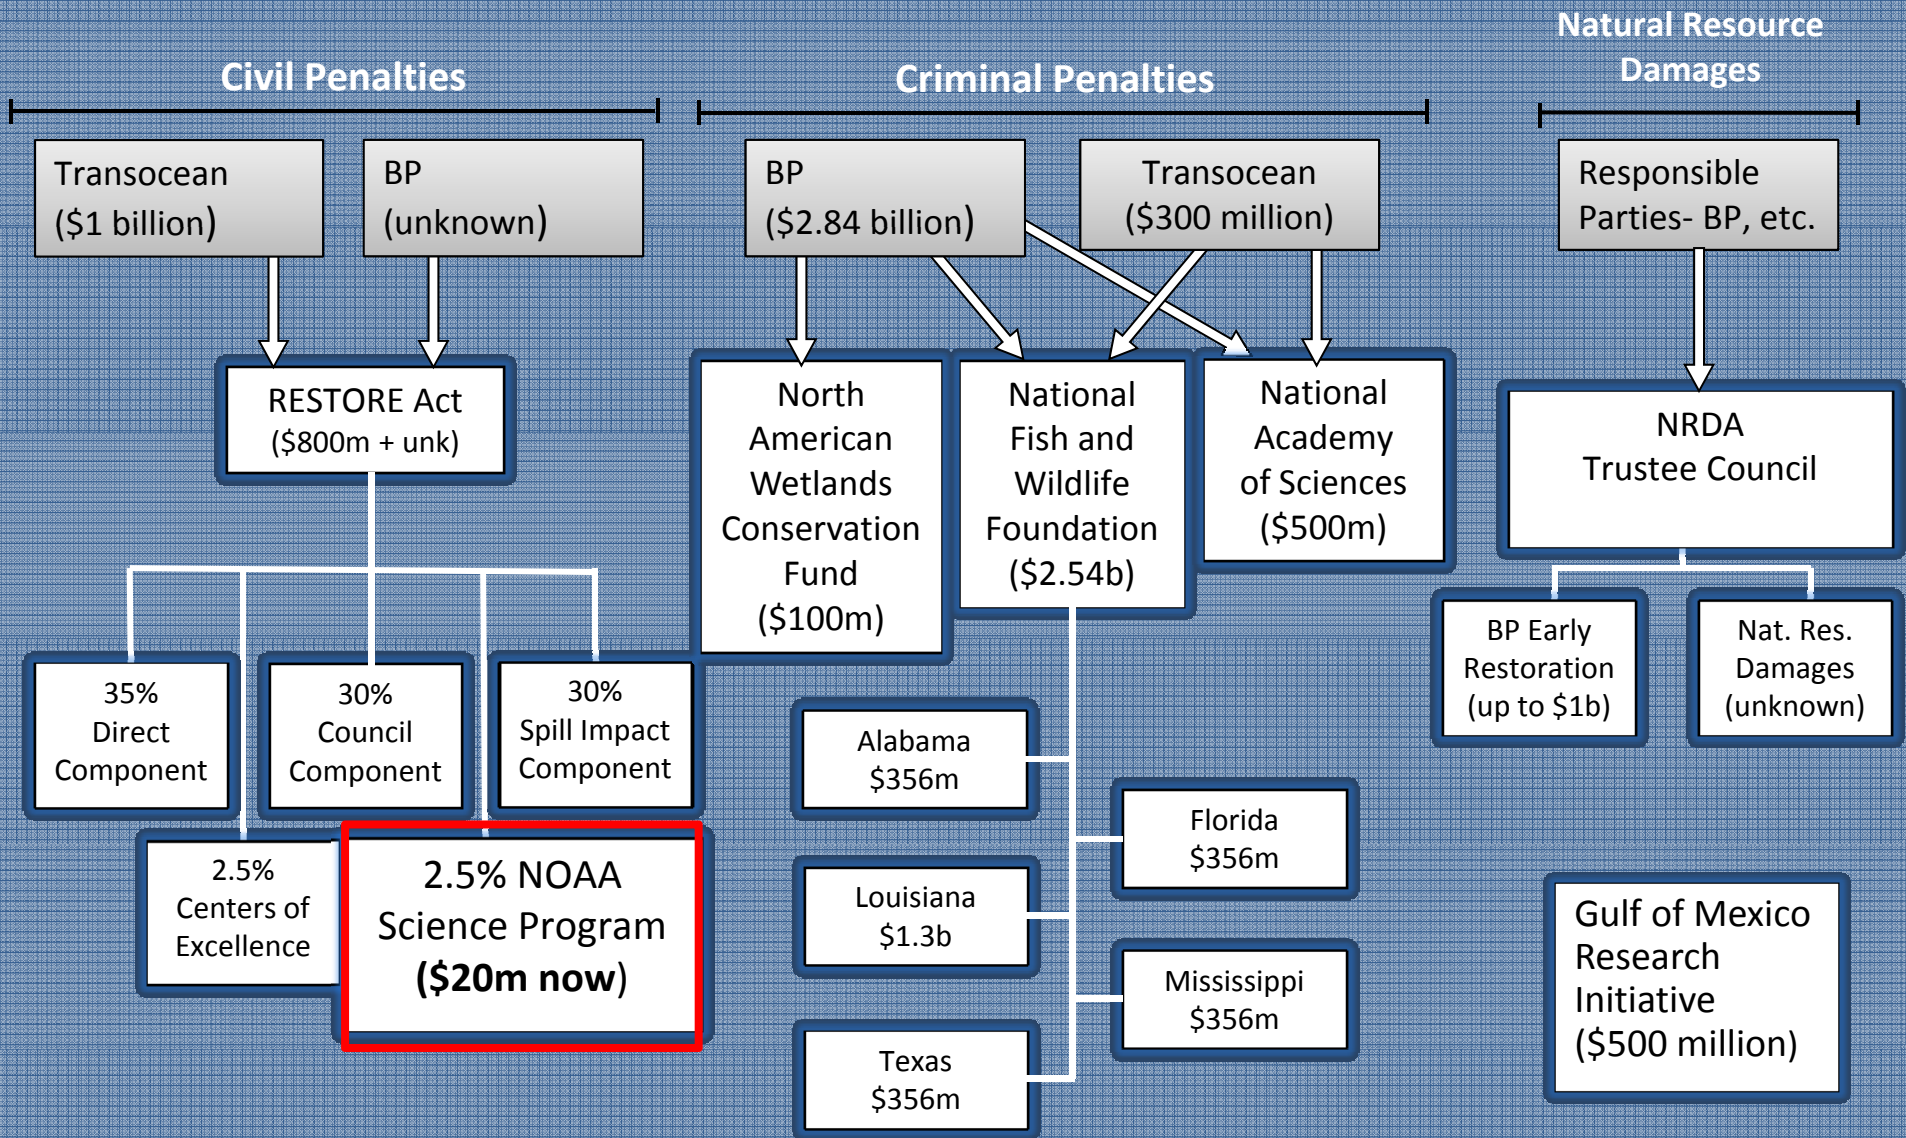 Civil Penalties
Transocean
($1 billion)
BP
(unknown)
RESTORE Act
($800m + unk)
35%
Direct
Component
30%
Council
Component
30%
Spill Impact
Component
2.5%
Centers of
Excellence
2.5% NOAA
Science Program
($20m now)
Criminal Penalties
BP
($2.84 billion)
Transocean
($300 million)
North
American
Wetlands
Conservation
Fund
($100m)
National
Fish and
Wildlife
Foundation
($2.54b)
National
Academy
of Sciences
($500m)
Alabama
$356m
Florida
$356m
Louisiana
$1.3b
Mississippi
$356m
Texas
$356m
Natural Resource
Damages
Responsible
Parties- BP, etc.
NRDA
Trustee Council
BP Early
Restoration
(up to $1b)
Nat. Res.
Damages
(unknown)
Gulf of Mexico
Research
Initiative
($500 million)